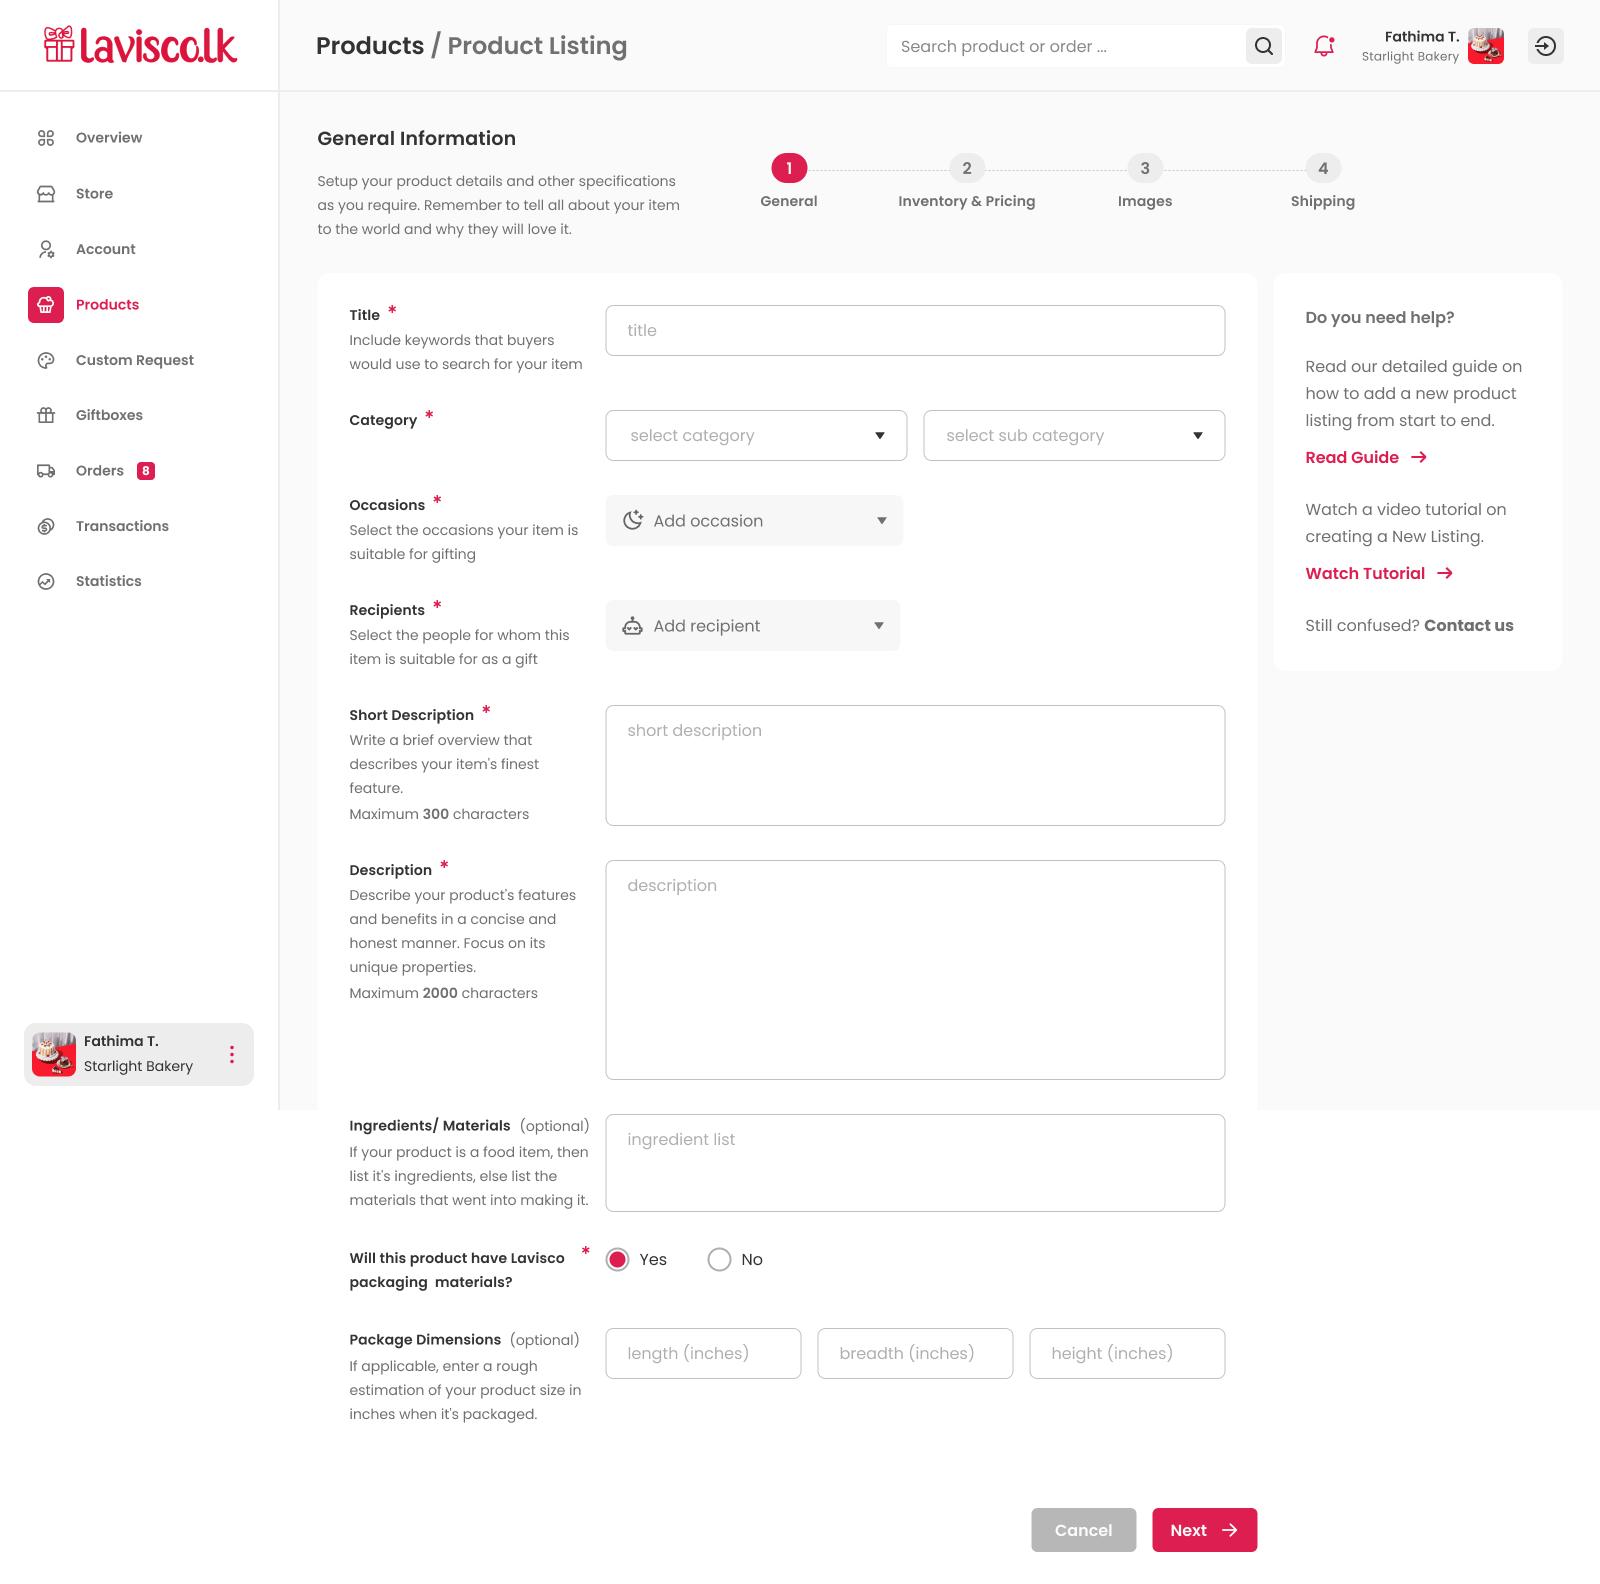 lavisco.lk
Products / Product Listing
Search product or order ...
Fathima T.
Starlight Bakery
Overview
Store
Account
Products
Custom Request
Giftboxes
Orders 8
Transactions
Statistics
Fathima T.
Starlight Bakery
General Information
Setup your product details and other specifications
as you require. Remember to tell all about your item
to the world and why they will love it.
1
General
2
Inventory & Pricing
3
Images
4
Shipping
Title *
Include keywords that buyers
would use to search for your item
title
Category *
select category
select sub category
Occasions *
Select the occasions your item is
suitable for gifting
Add occasion
Recipients *
Select the people for whom this
item is suitable for as a gift
Add recipient
Short Description *
Write a brief overview that
describes your item's finest
feature.
Maximum 300 characters
short description
Description *
Describe your product's features
and benefits in a concise and
honest manner. Focus on its
unique properties.
Maximum 2000 characters
description
Ingredients/ Materials (optional)
If your product is a food item, then
list it's ingredients, else list the
materials that went into making it.
ingredient list
Will this product have Lavisco *
packaging materials?
Yes
No
Package Dimensions (optional)
If applicable, enter a rough
estimation of your product size in
inches when it's packaged.
length (inches)
breadth (inches)
height (inches)
Cancel
Next
Do you need help?
Read our detailed guide on
how to add a new product
listing from start to end.
Read Guide
Watch a video tutorial on
creating a New Listing.
Watch Tutorial
Still confused? Contact us